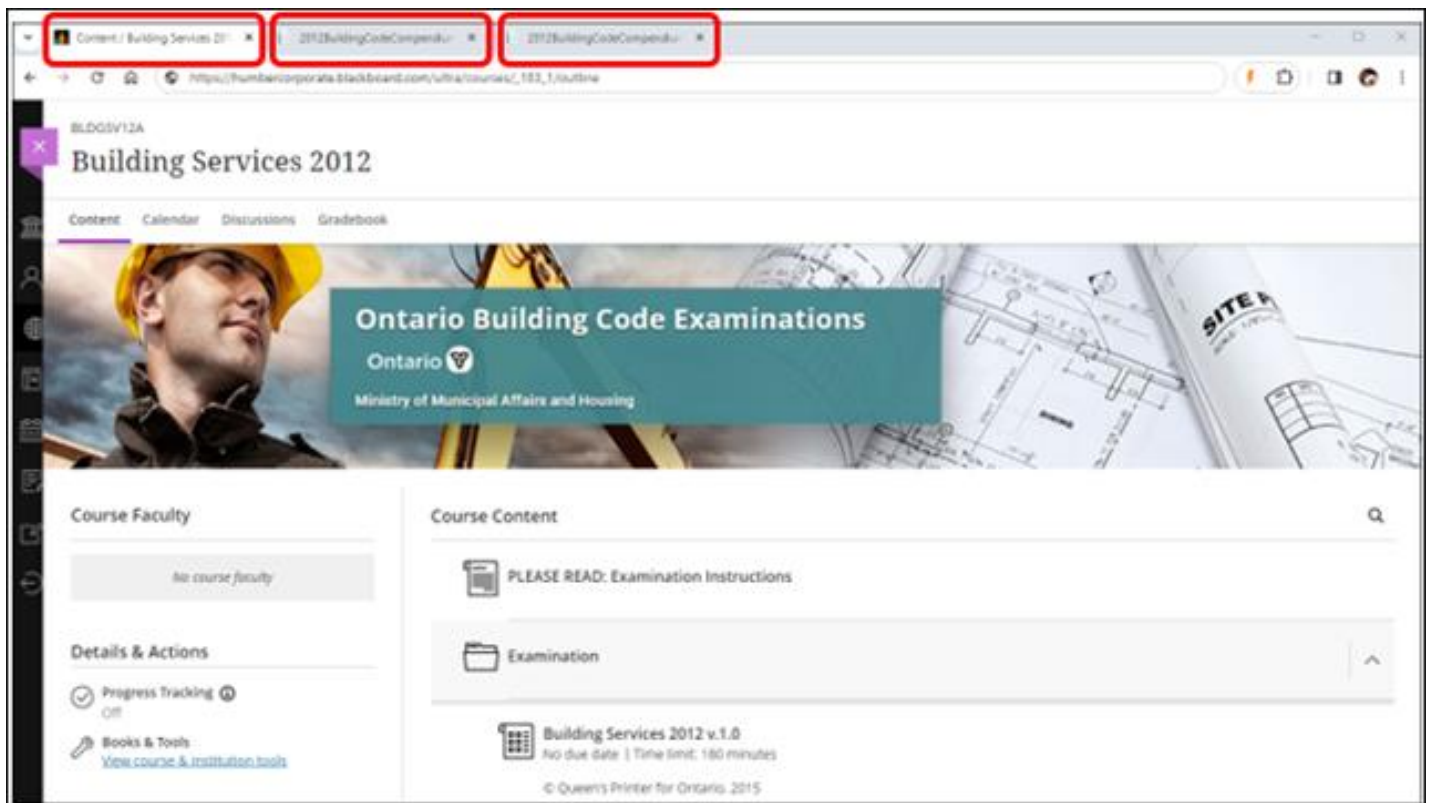 Content / Building Services 20
2012BuildingCodeCompendiu
2012BuildingCodeCompendiu
https://humbercorporate.blackboard.com/ultra/courses/_103_1/outline
BLDGSV12A
Building Services 2012
Content Calendar Discussions Gradebook
Ontario Building Code Examinations
Ontario
Ministry of Municipal Affairs and Housing
SITE
Course Faculty
No course faculty
Details & Actions
Progress Tracking
Off
Books & Tools
View course & institution tools
Course Content
PLEASE READ: Examination Instructions
Examination
Building Services 2012 v.1.0
No due date | Time limit: 180 minutes
© Queen's Printer for Ontario, 2015